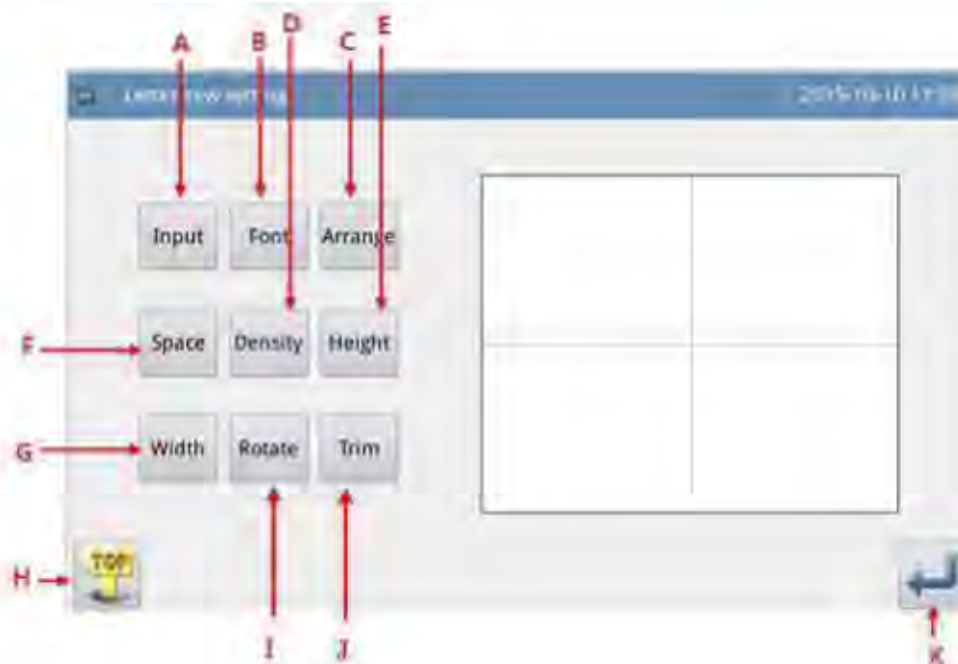 A B D C E
Input Font Arrange
F Space Density Height
G Width Rotate Trim
H TOP
I J K